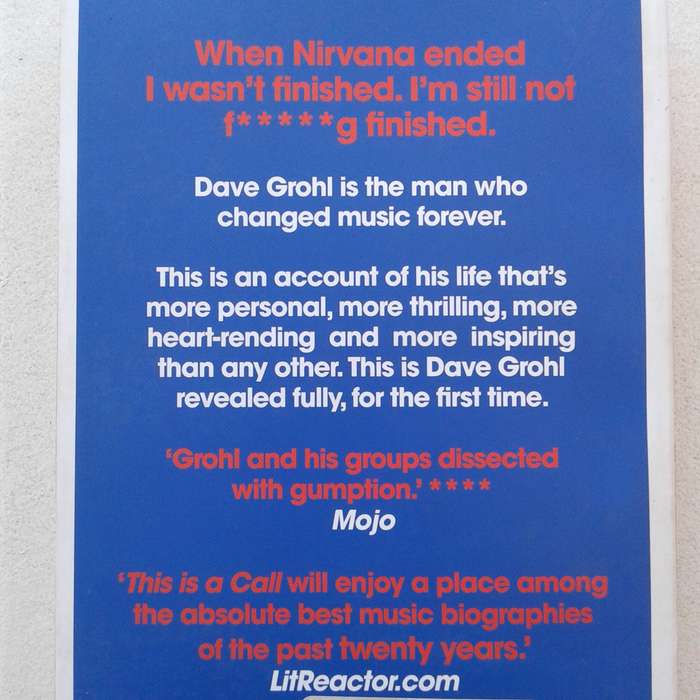 When Nirvana ended
I wasn't finished. I'm still not
f*****g finished.
Dave Grohl is the man who
changed music forever.
This is an account of his life that's
more personal, more thrilling, more
heart-rending and more inspiring
than any other. This is Dave Grohl
revealed fully, for the first time.
‘Grohl and his groups dissected
with gumption.’ ****
Mojo
‘This is a Call will enjoy a place among
the absolute best music biographies
of the past twenty years.’
LitReactor.com